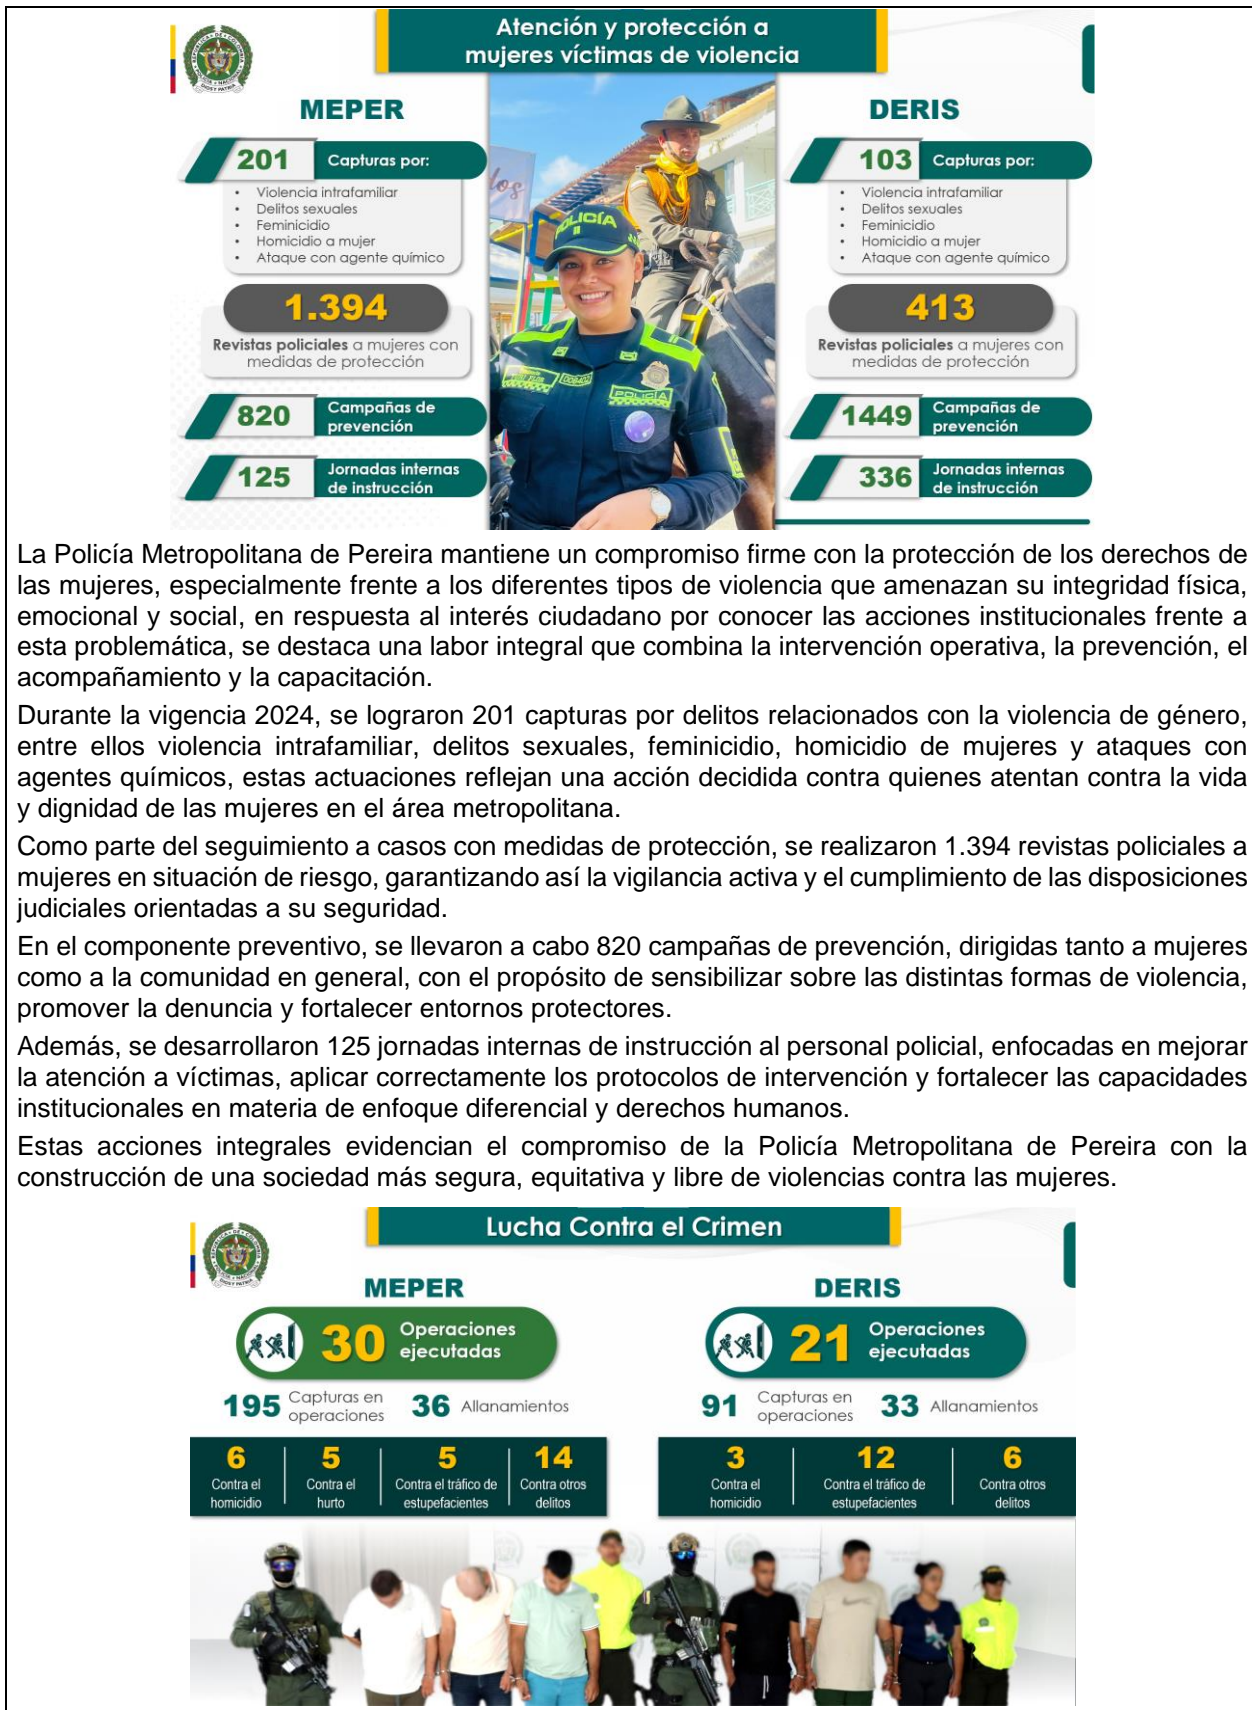 Atención y protección a
mujeres víctimas de violencia
MEPER
201 Capturas por:
• Violencia intrafamiliar
• Delitos sexuales
• Feminicidio
• Homicidio a mujer
• Ataque con agente químico
1.394
Revistas policiales a mujeres con
medidas de protección
820 Campañas de
prevención
125 Jornadas internas
de instrucción
POLICÍA
POLICÍA
DERIS
103 Capturas por:
• Violencia intrafamiliar
• Delitos sexuales
• Feminicidio
• Homicidio a mujer
• Ataque con agente químico
413
Revistas policiales a mujeres con
medidas de protección
1449 Campañas de
prevención
336 Jornadas internas
de instrucción
La Policía Metropolitana de Pereira mantiene un compromiso firme con la protección de los derechos de
las mujeres, especialmente frente a los diferentes tipos de violencia que amenazan su integridad física,
emocional y social, en respuesta al interés ciudadano por conocer las acciones institucionales frente a
esta problemática, se destaca una labor integral que combina la intervención operativa, la prevención, el
acompañamiento y la capacitación.
Durante la vigencia 2024, se lograron 201 capturas por delitos relacionados con la violencia de género,
entre ellos violencia intrafamiliar, delitos sexuales, feminicidio, homicidio de mujeres y ataques con
agentes químicos, estas actuaciones reflejan una acción decidida contra quienes atentan contra la vida
y dignidad de las mujeres en el área metropolitana.
Como parte del seguimiento a casos con medidas de protección, se realizaron 1.394 revistas policiales a
mujeres en situación de riesgo, garantizando así la vigilancia activa y el cumplimiento de las disposiciones
judiciales orientadas a su seguridad.
En el componente preventivo, se llevaron a cabo 820 campañas de prevención, dirigidas tanto a mujeres
como a la comunidad en general, con el propósito de sensibilizar sobre las distintas formas de violencia,
promover la denuncia y fortalecer entornos protectores.
Además, se desarrollaron 125 jornadas internas de instrucción al personal policial, enfocadas en mejorar
la atención a víctimas, aplicar correctamente los protocolos de intervención y fortalecer las capacidades
institucionales en materia de enfoque diferencial y derechos humanos.
Estas acciones integrales evidencian el compromiso de la Policía Metropolitana de Pereira con la
construcción de una sociedad más segura, equitativa y libre de violencias contra las mujeres.
Lucha Contra el Crimen
MEPER
30 Operaciones
ejecutadas
195 Capturas en
operaciones
36 Allanamientos
6
Contra el
homicidio
5
Contra el
hurto
5
Contra el tráfico de
estupefacientes
14
Contra otros
delitos
DERIS
21 Operaciones
ejecutadas
91 Capturas en
operaciones
33 Allanamientos
3
Contra el
homicidio
12
Contra el tráfico de
estupefacientes
6
Contra otros
delitos